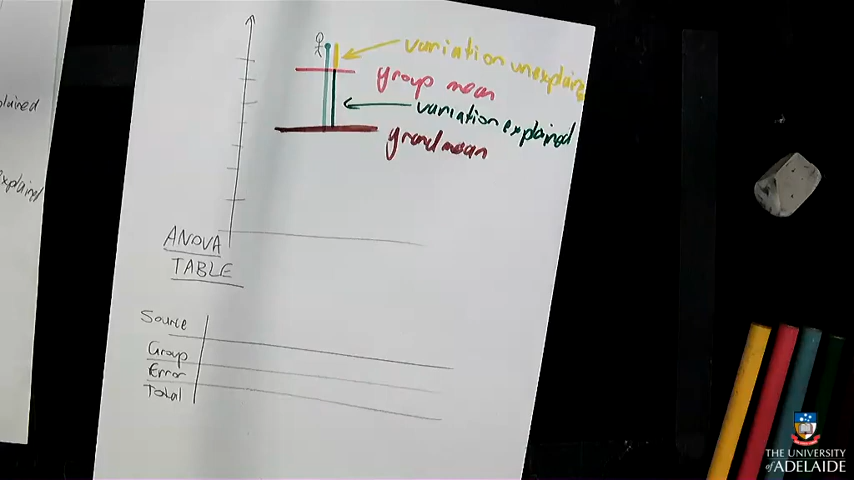 plained
xplained
variation unexplaine
group mean
variation explained
grand mean
ANOVA
TABLE
Source
Group
Error
Total
THE UNIVERSITY
of ADELAIDE